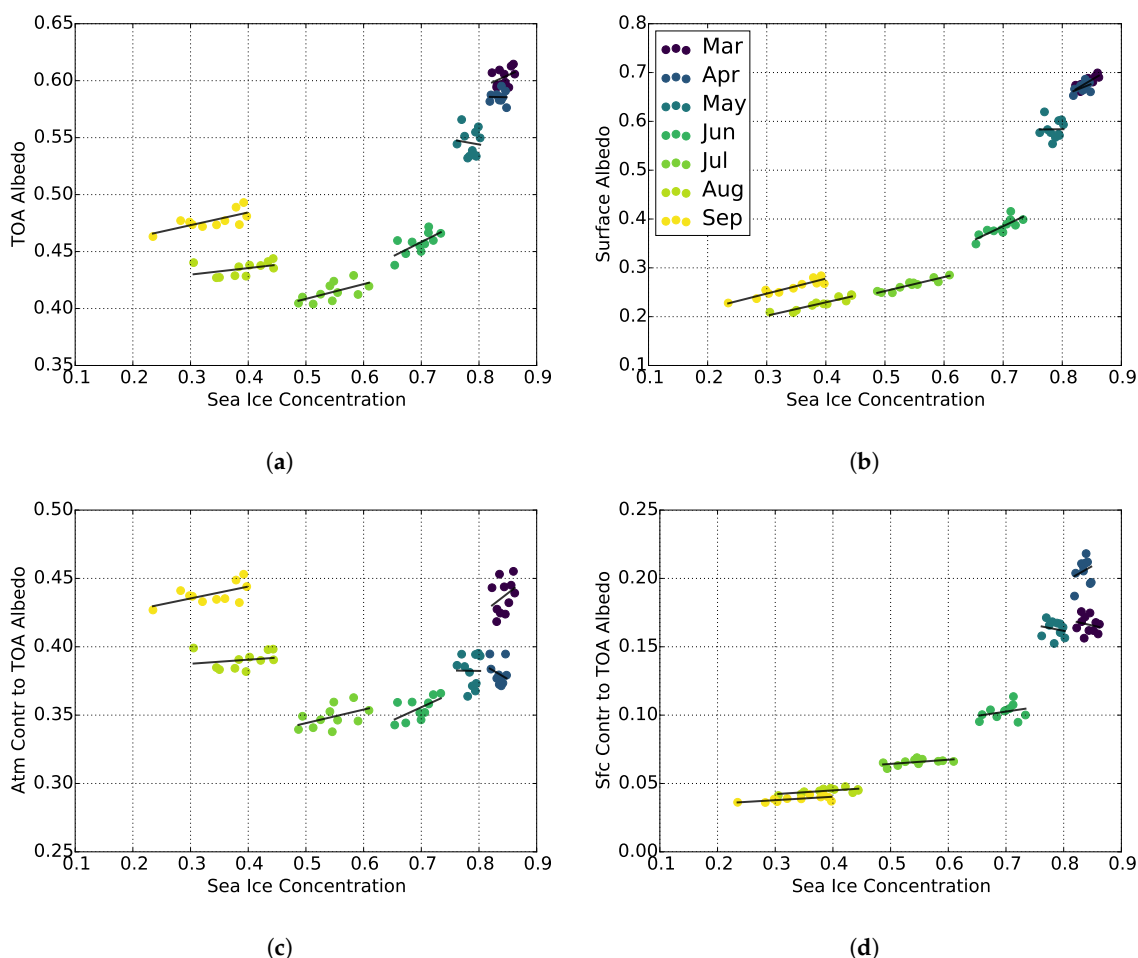 0.65
0.60
0.55
0.50
0.45
0.40
0.35
TOA Albedo
0.1 0.2 0.3 0.4 0.5 0.6 0.7 0.8 0.9
Sea Ice Concentration
(a)
0.8
0.7
0.6
0.5
0.4
0.3
0.2
0.1
Surface Albedo
Mar
Apr
May
Jun
Jul
Aug
Sep
0.1 0.2 0.3 0.4 0.5 0.6 0.7 0.8 0.9
Sea Ice Concentration
(b)
0.50
0.45
0.40
0.35
0.30
0.25
Atm Contr to TOA Albedo
0.1 0.2 0.3 0.4 0.5 0.6 0.7 0.8 0.9
Sea Ice Concentration
(c)
0.25
0.20
0.15
0.10
0.05
0.00
Sfc Contr to TOA Albedo
0.1 0.2 0.3 0.4 0.5 0.6 0.7 0.8 0.9
Sea Ice Concentration
(d)